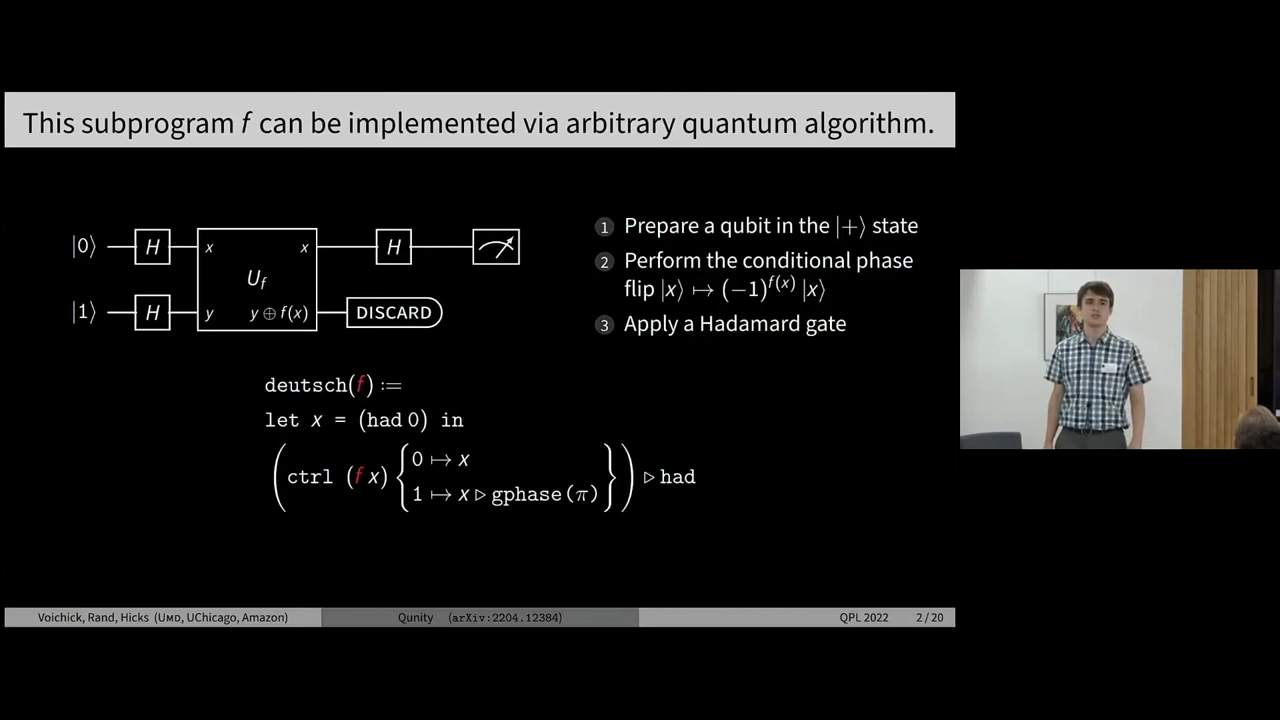 This subprogram f can be implemented via arbitrary quantum algorithm.
|0⟩ H x x H
U_f
|1⟩ H y y ⊕ f(x) DISCARD
1 Prepare a qubit in the |+⟩ state
2 Perform the conditional phase
flip |x⟩ ↦ (−1)^{f(x)} |x⟩
3 Apply a Hadamard gate
deutsch(f) :=
let x = (had 0) in
(ctrl (f x) {0 ↦ x
1 ↦ x ▷ gphase(π)}) ▷ had
Voichick, Rand, Hicks (UMD, UChicago, Amazon) Qunity (arXiv:2204.12384) QPL 2022 2 / 20